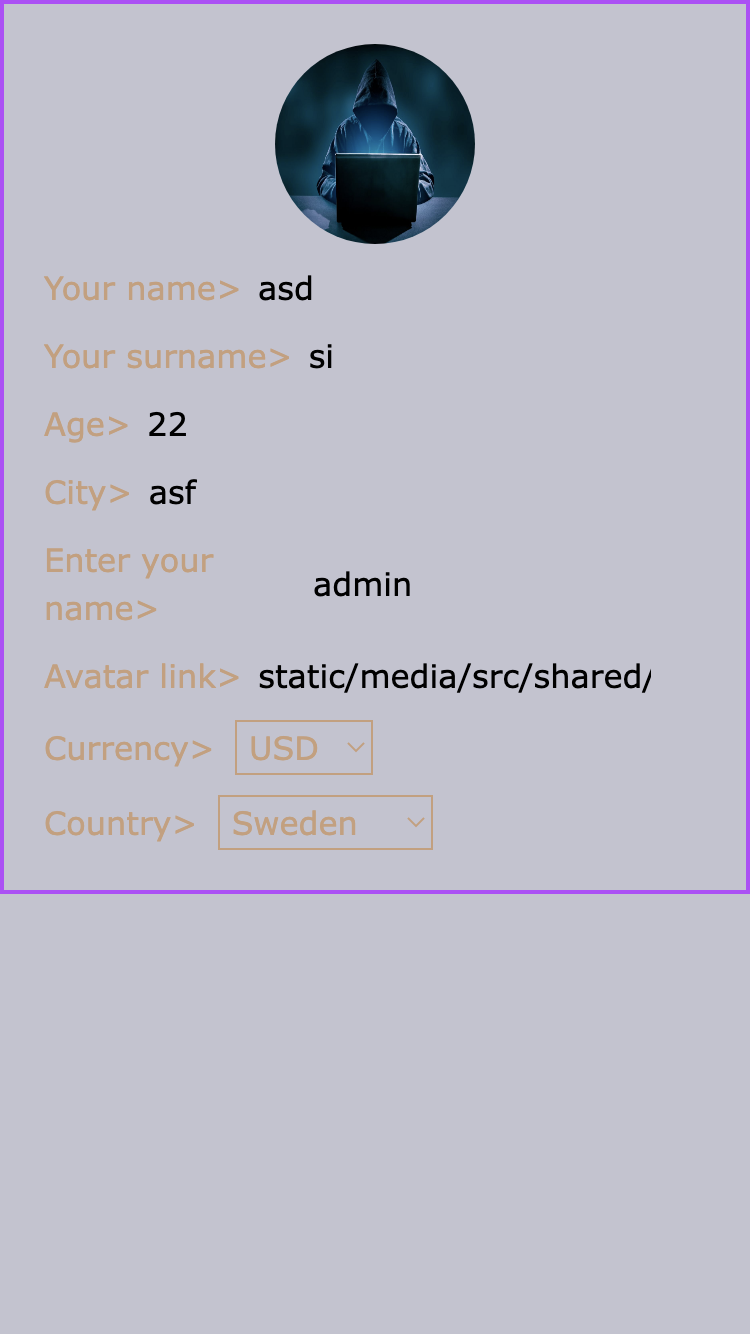 Your name> asd
Your surname> si
Age> 22
City> asf
Enter your
name> admin
Avatar link> static/media/src/shared/
Currency> USD
Country> Sweden